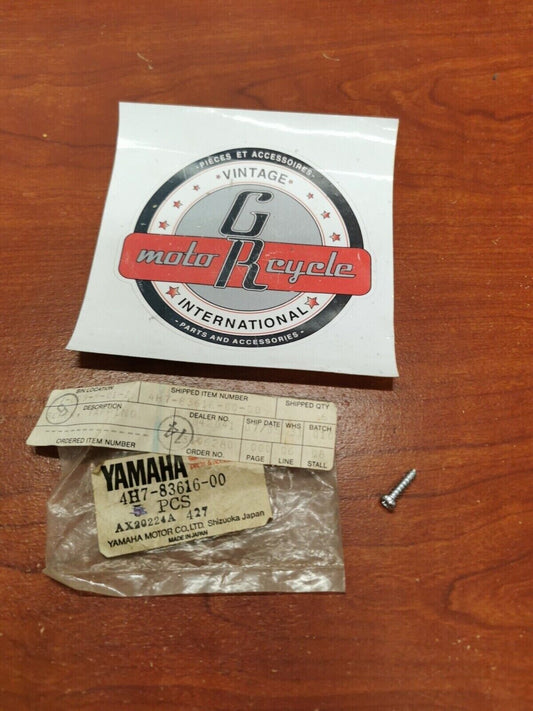 - PIÈCES ET ACCESSOIRES -
VINTAGE
G
moto R cycle
INTERNATIONAL
- PARTS AND ACCESSORIES -
BIN LOCATION SHIPPED ITEM NUMBER SHIPPED QTY
DESCRIPTION DEALER NO. SHIP DATE WHS BATCH
ORDERED ITEM NUMBER ORDER NO. PAGE LINE STALL
YAMAHA
4H7-83616-00
5 PCS
AX20224A 427
YAMAHA MOTOR CO., LTD. Shizuoka Japan
MADE IN JAPAN